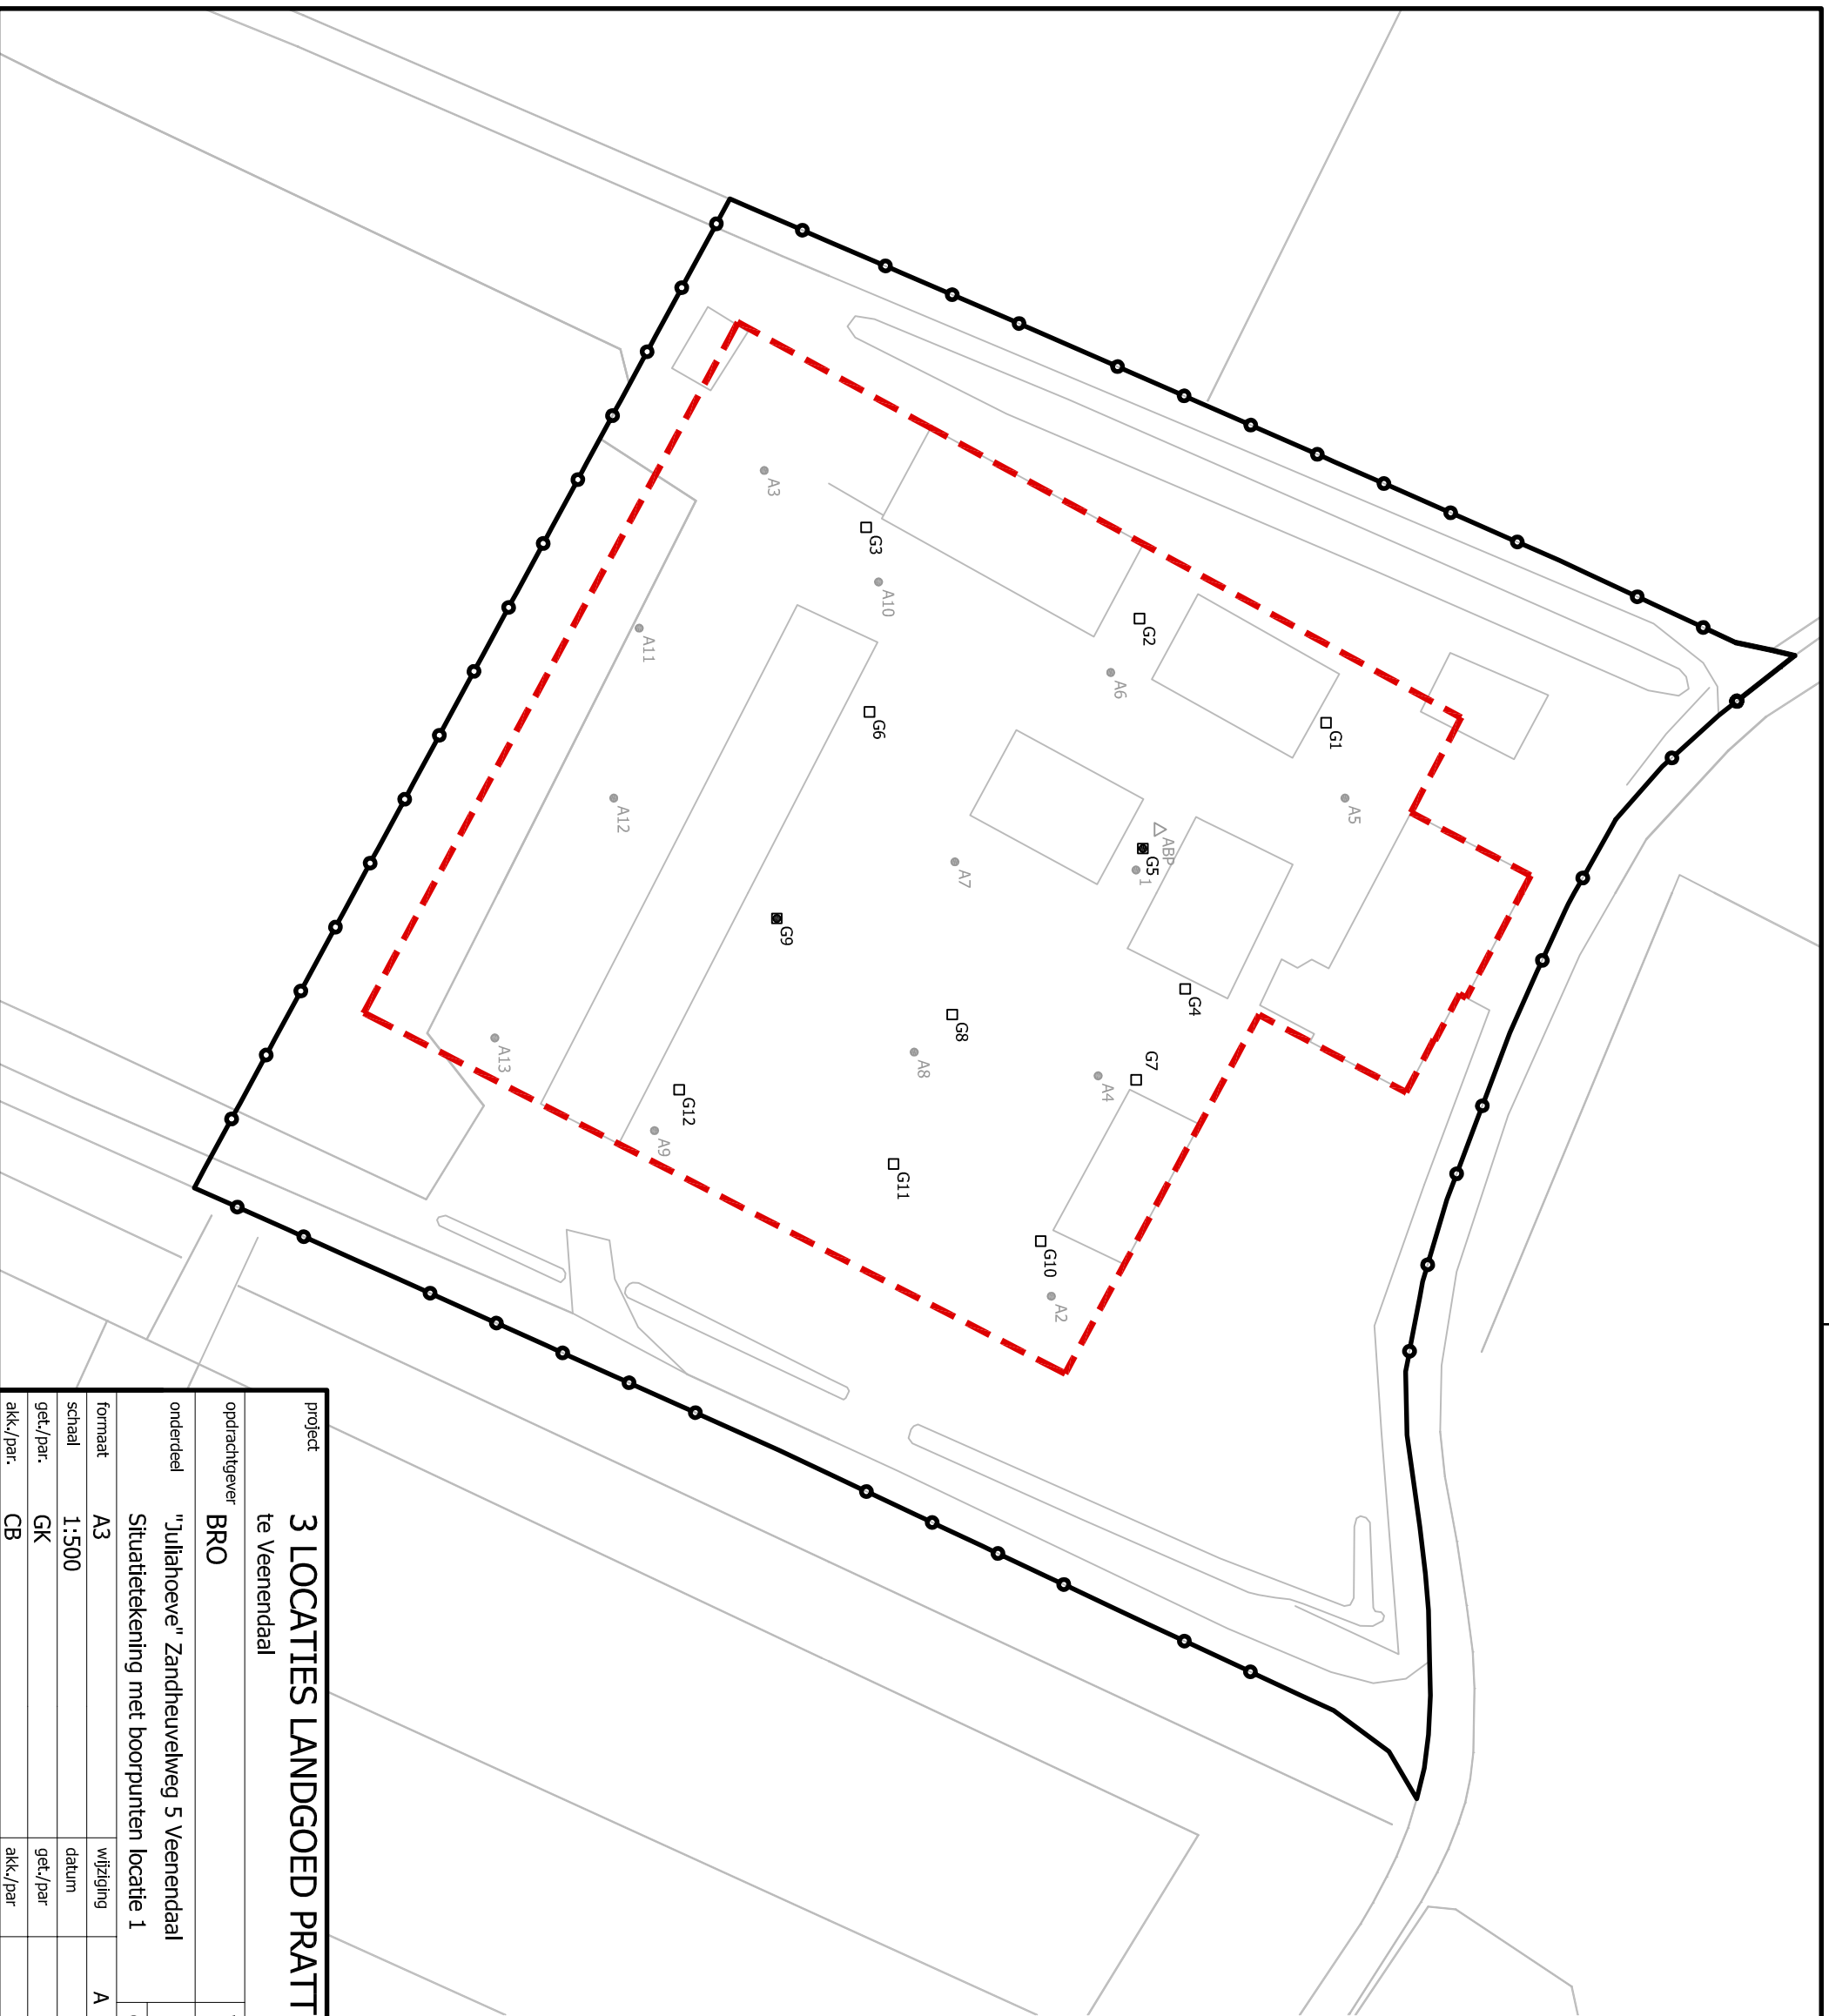 A3
G3
A10
G2
A11
A6
G6
G1
A5
A12
ABP
G5
1
A7
G9
G4
G8
A13
A8
G7
A4
G12
A9
G11
G10
A2
project
3 LOCATIES LANDGOED PRATT
te Veenendaal
opdrachtgever BRO
onderdeel "Juliahoeve" Zandheuvelweg 5 Veenendaal
Situatietekening met boorpunten locatie 1
formaat A3 wijziging A
schaal 1:500 datum
get./par. GK get./par
akk./par. CB akk./par